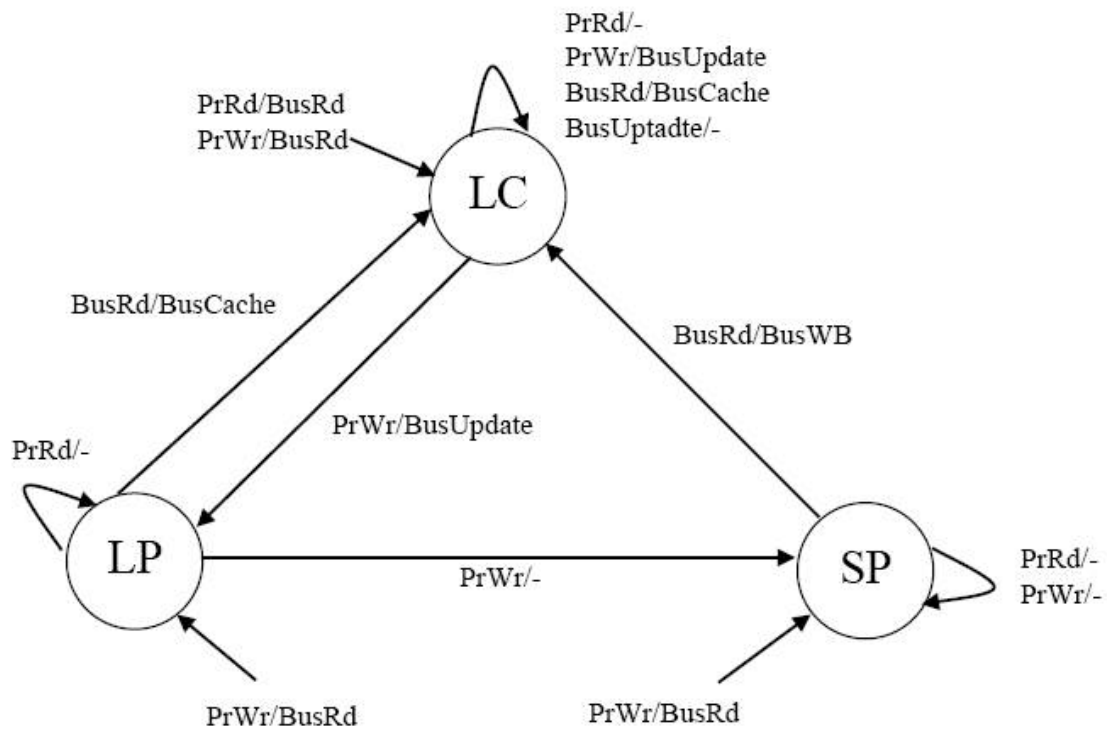 PrRd/-
PrWr/BusUpdate
BusRd/BusCache
BusUptadte/-
PrRd/BusRd
PrWr/BusRd
LC
BusRd/BusCache
BusRd/BusWB
PrWr/BusUpdate
PrRd/-
LP
PrWr/-
SP
PrRd/-
PrWr/-
PrWr/BusRd
PrWr/BusRd